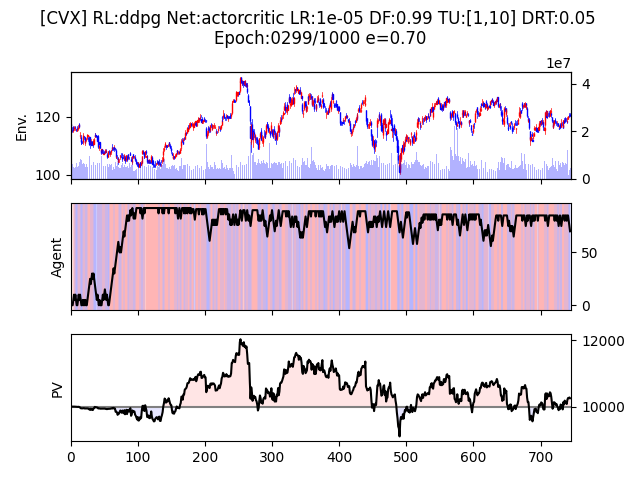 [CVX] RL:ddpg Net:actorcritic LR:1e-05 DF:0.99 TU:[1,10] DRT:0.05
Epoch:0299/1000 e=0.70
1e7
Env.
120
100
4
2
0
Agent
50
0
PV
12000
10000
0 100 200 300 400 500 600 700